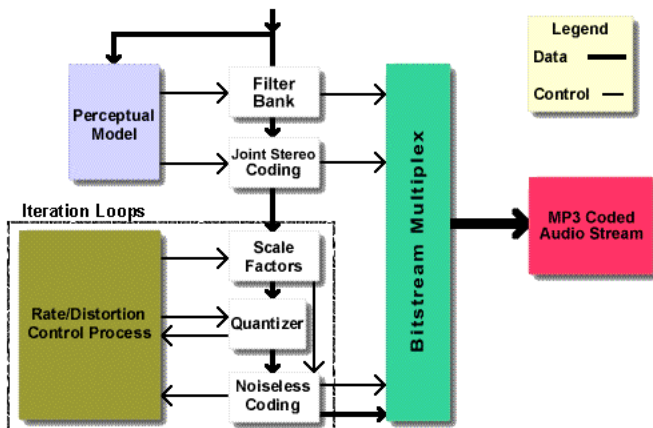 Legend
Data
Control
Filter
Bank
Perceptual
Model
Joint Stereo
Coding
Bitstream Multiplex
MP3 Coded
Audio Stream
Iteration Loops
Scale
Factors
Rate/Distortion
Control Process
Quantizer
Noiseless
Coding